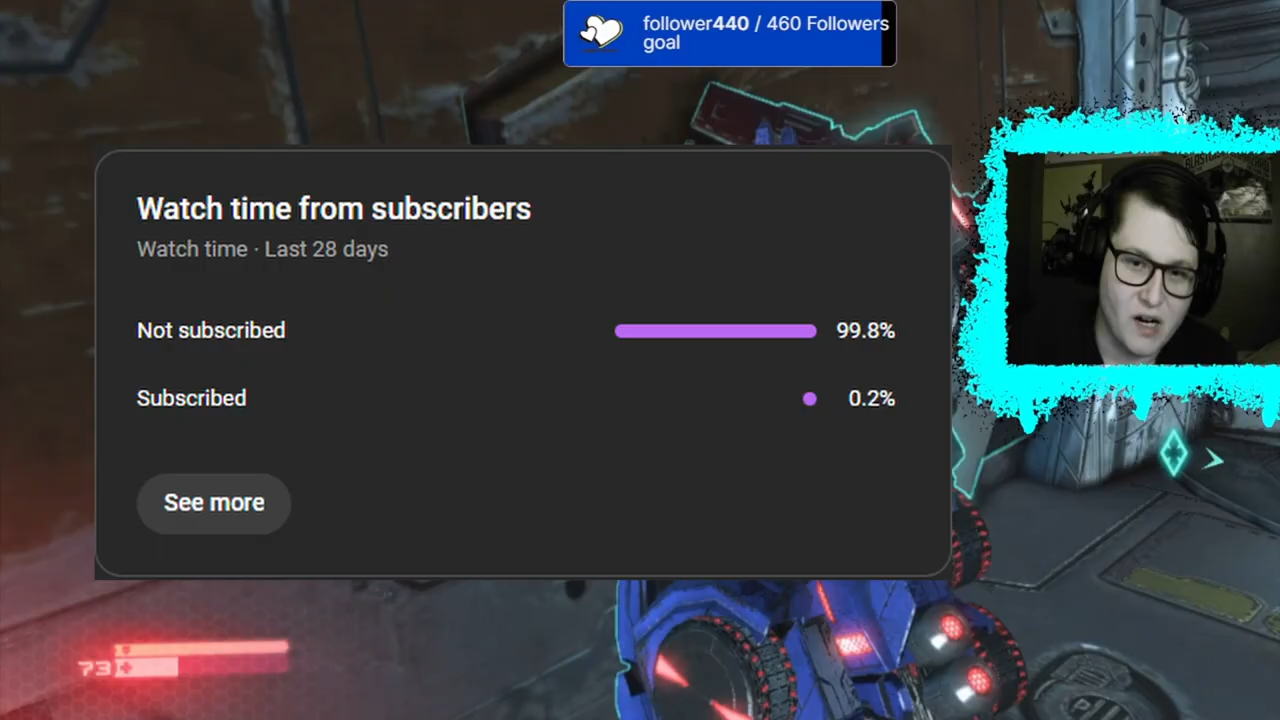 follower440 / 460 Followers
goal
Watch time from subscribers
Watch time · Last 28 days
Not subscribed 99.8%
Subscribed 0.2%
See more
73